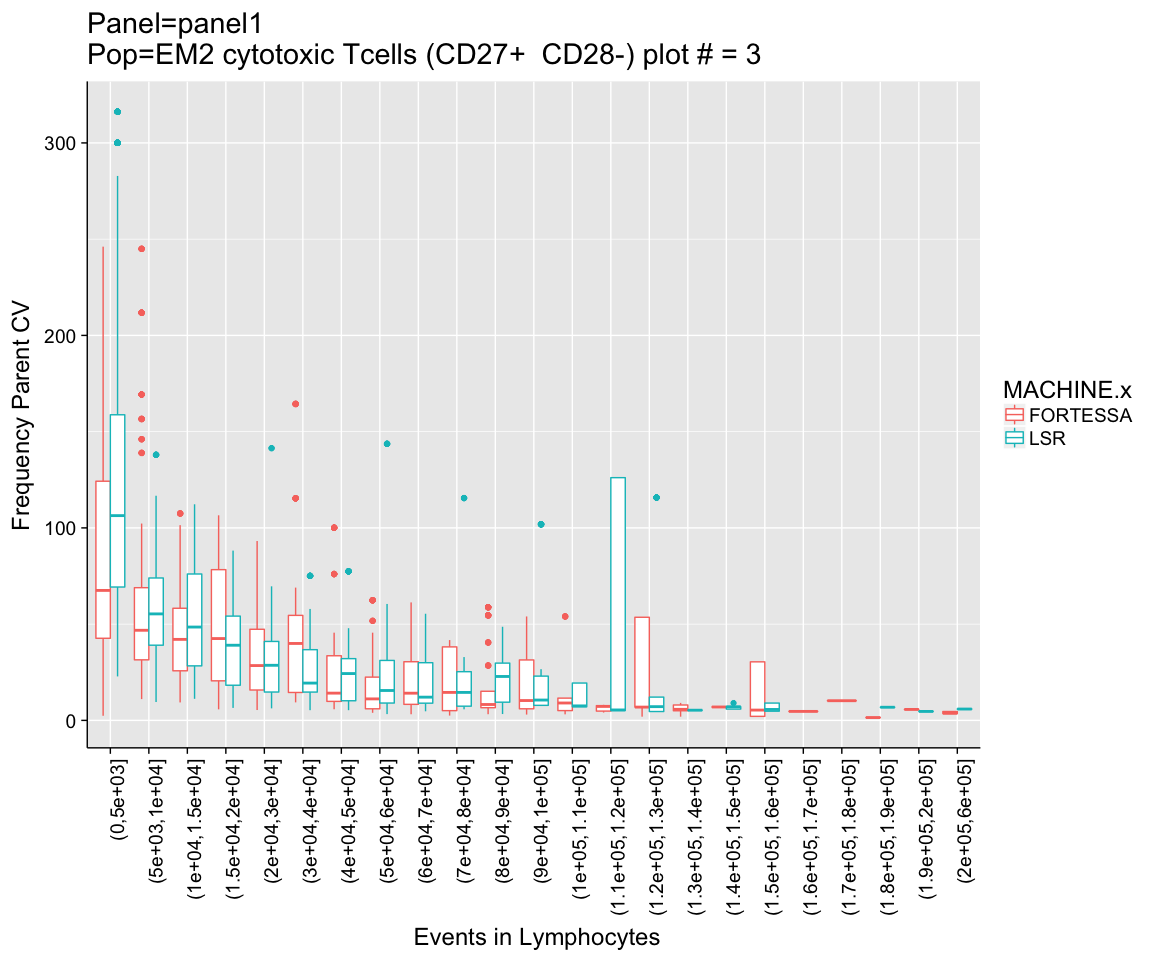 Panel=panel1
Pop=EM2 cytotoxic Tcells (CD27+  CD28-) plot # = 3
Frequency Parent CV
300
200
100
0
(0,5e+03]
(5e+03,1e+04]
(1e+04,1.5e+04]
(1.5e+04,2e+04]
(2e+04,3e+04]
(3e+04,4e+04]
(4e+04,5e+04]
(5e+04,6e+04]
(6e+04,7e+04]
(7e+04,8e+04]
(8e+04,9e+04]
(9e+04,1e+05]
(1e+05,1.1e+05]
(1.1e+05,1.2e+05]
(1.2e+05,1.3e+05]
(1.3e+05,1.4e+05]
(1.4e+05,1.5e+05]
(1.5e+05,1.6e+05]
(1.6e+05,1.7e+05]
(1.7e+05,1.8e+05]
(1.8e+05,1.9e+05]
(1.9e+05,2e+05]
(2e+05,6e+05]
Events in Lymphocytes
MACHINE.x
FORTESSA
LSR